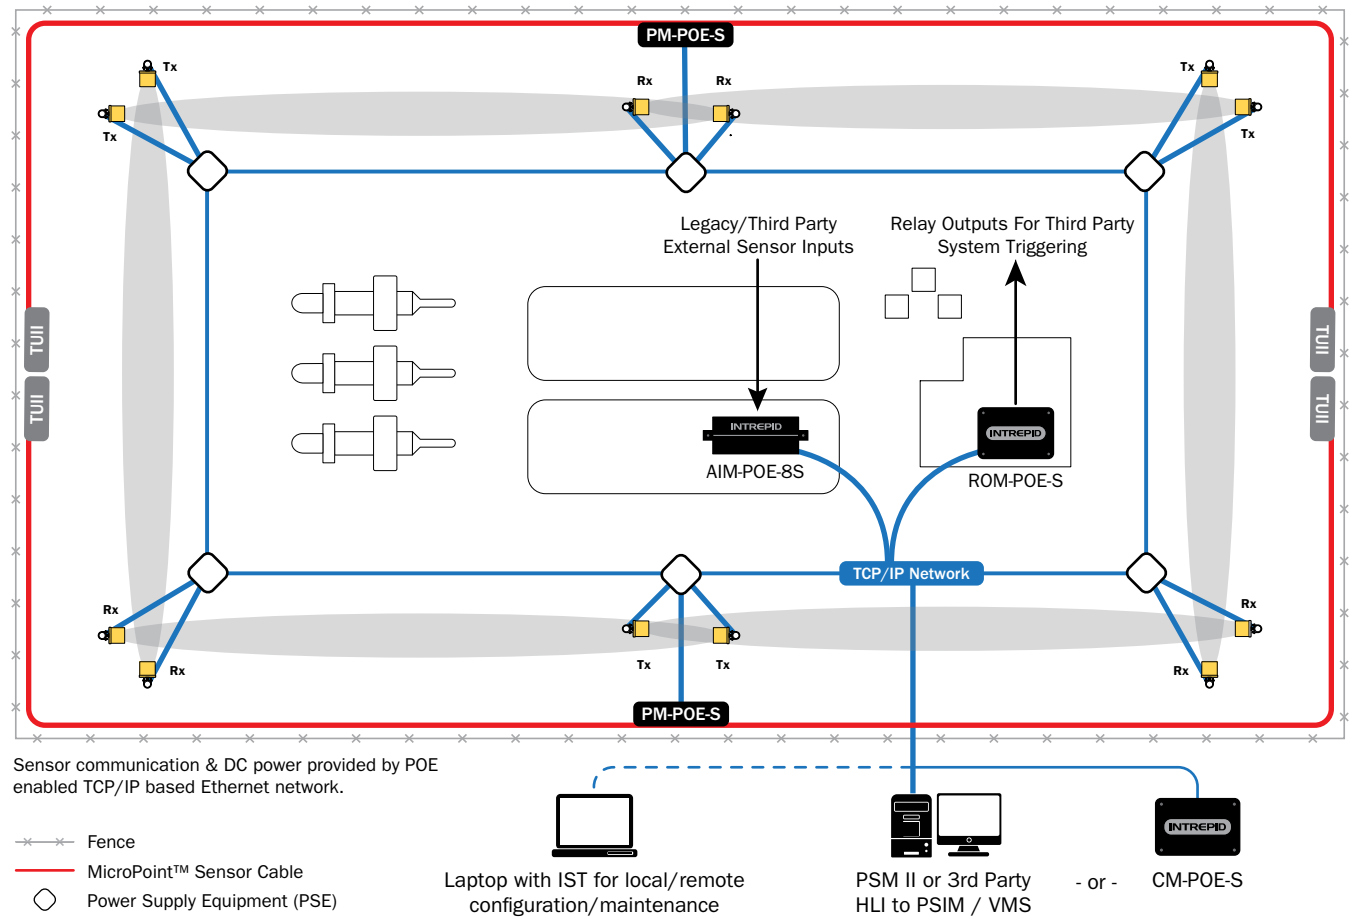 PM-POE-S
Tx
Rx
Rx
Tx
Tx
Tx
Legacy/Third Party
External Sensor Inputs
Relay Outputs For Third Party
System Triggering
TUII
TUII
TUII
TUII
INTREPID
AIM-POE-8S
INTREPID
ROM-POE-S
TCP/IP Network
Rx
Rx
Tx
Tx
Rx
Rx
PM-POE-S
Sensor communication & DC power provided by POE
enabled TCP/IP based Ethernet network.
Fence
MicroPoint™ Sensor Cable
Power Supply Equipment (PSE)
Laptop with IST for local/remote
configuration/maintenance
PSM II or 3rd Party
HLI to PSIM / VMS
- or -
INTREPID
CM-POE-S